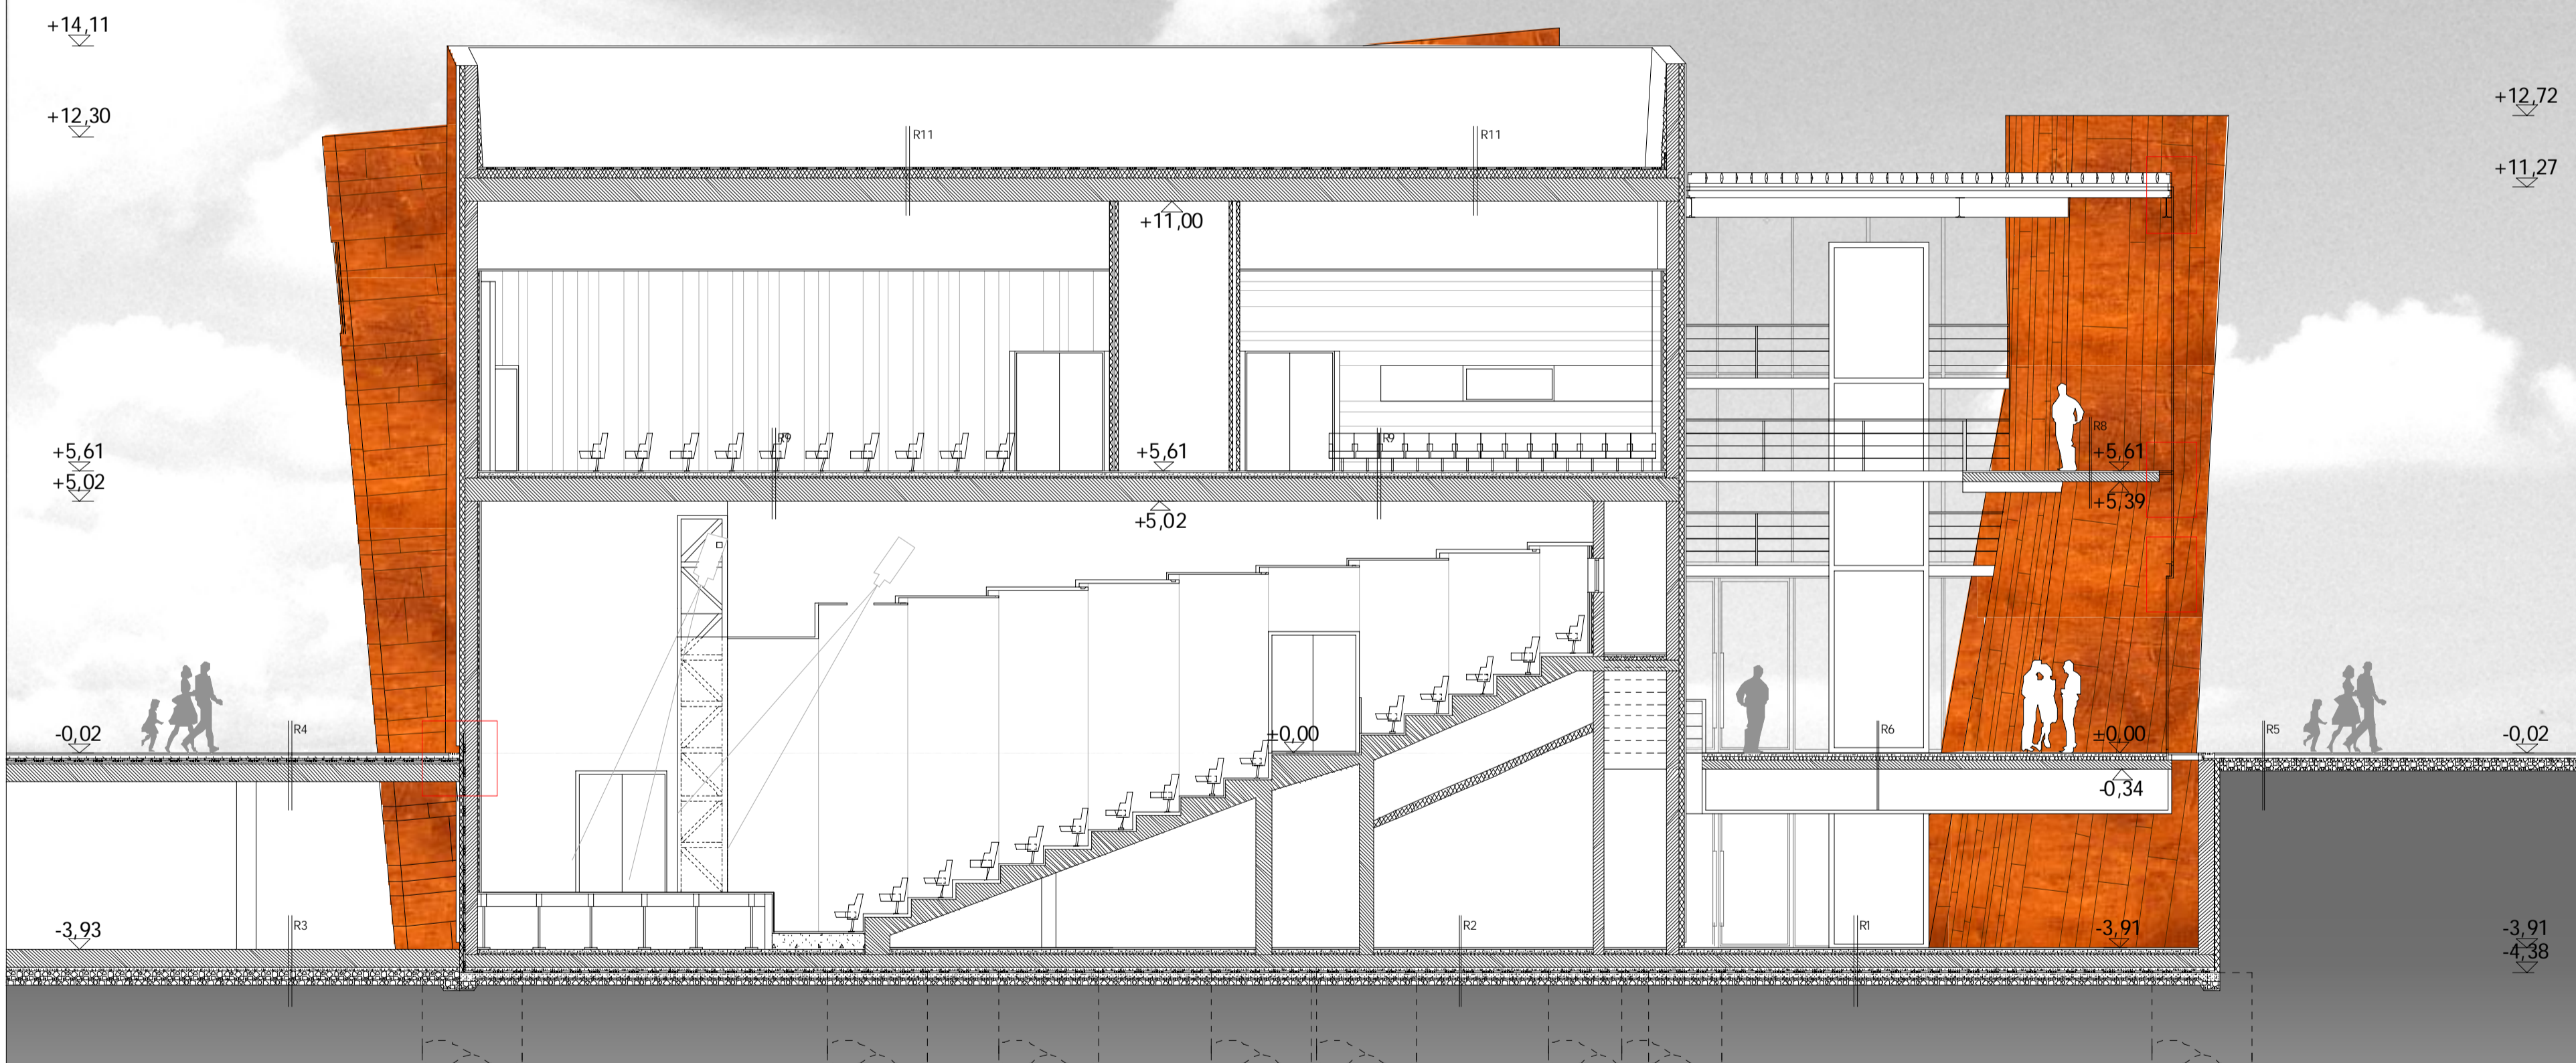 +14,11
+12,30
+12,72
R11
R11
+11,27
+11,00
+5,61
+5,02
R9
+5,61
R9
R8
+5,61
+5,02
+5,39
-0,02
R4
±0,00
R6
±0,00
R5
-0,02
-0,34
-3,93
R3
R2
R1
-3,91
-3,91
-4,38